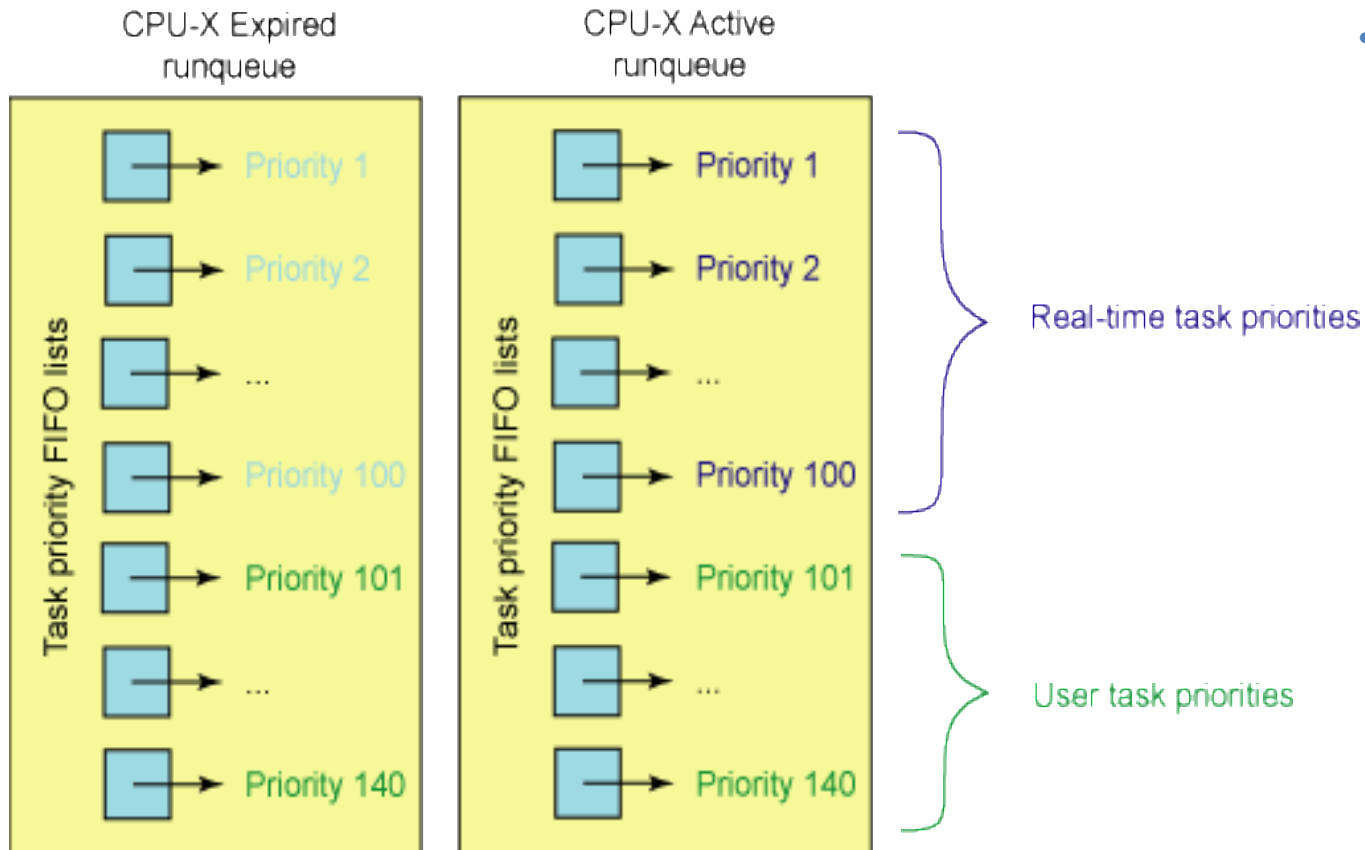 CPU-X Expired
runqueue
Task priority FIFO lists
Priority 1
Priority 2
...
Priority 100
Priority 101
...
Priority 140
CPU-X Active
runqueue
Task priority FIFO lists
Priority 1
Priority 2
...
Priority 100
Priority 101
...
Priority 140
Real-time task priorities
User task priorities